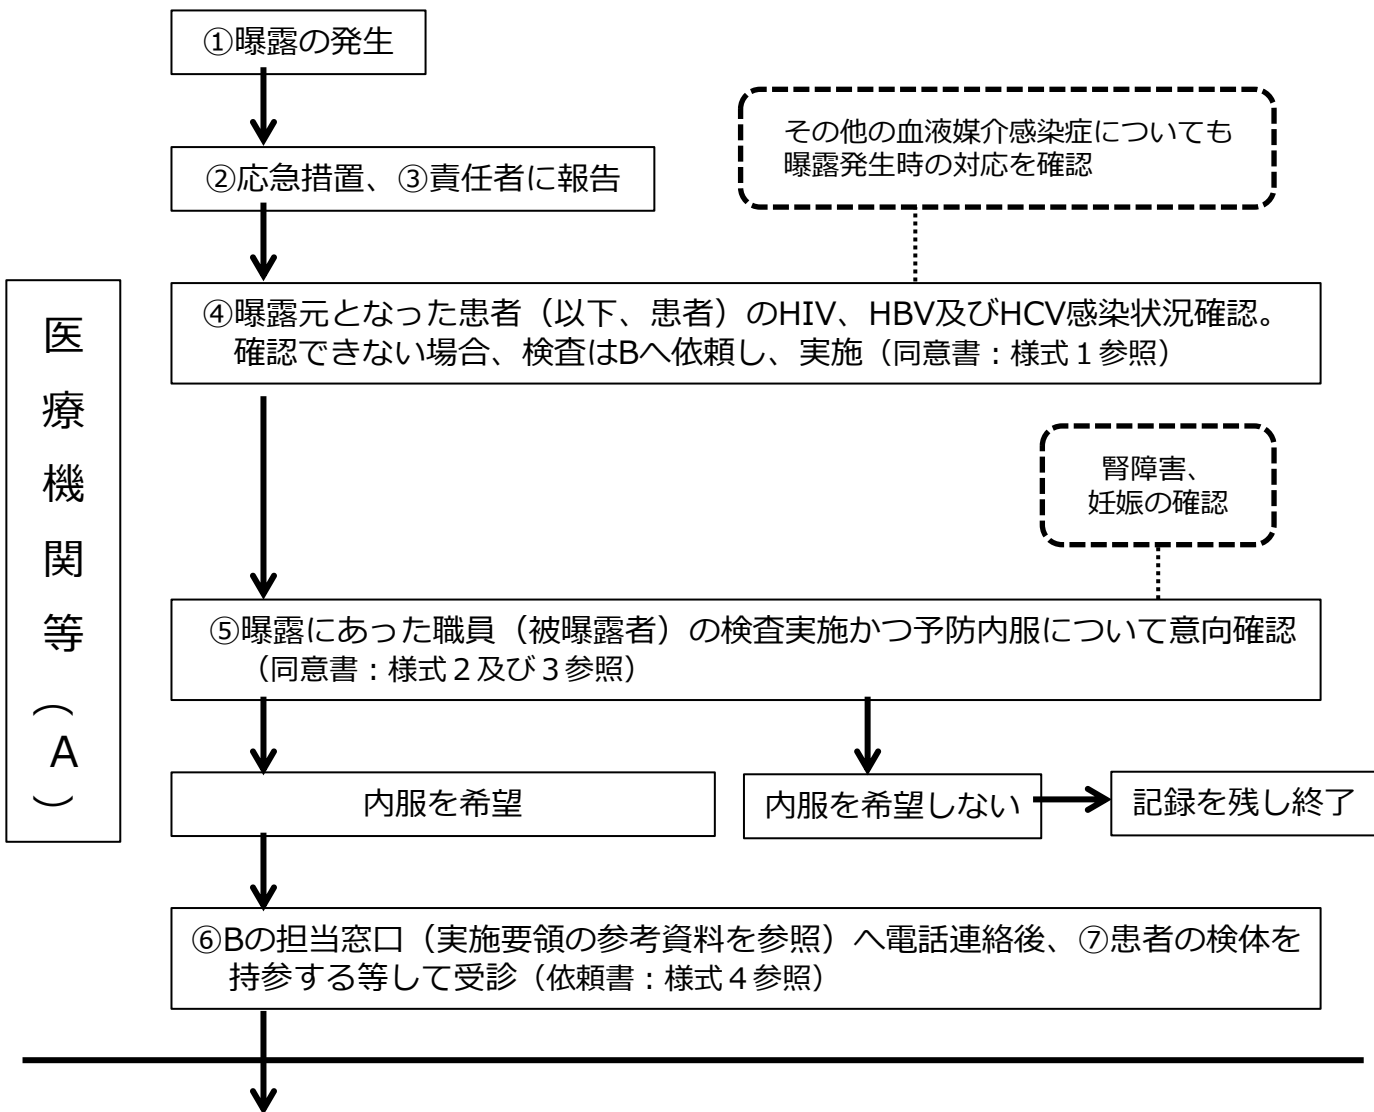 ①曝露の発生
その他の血液媒介感染症についても
曝露発生時の対応を確認
②応急措置、③責任者に報告
医療機関等（A）
④曝露元となった患者（以下、患者）のHIV、HBV及びHCV感染状況確認。
確認できない場合、検査はBへ依頼し、実施（同意書：様式１参照）
腎障害、
妊娠の確認
⑤曝露にあった職員（被曝露者）の検査実施かつ予防内服について意向確認
（同意書：様式２及び３参照）
内服を希望
内服を希望しない
記録を残し終了
⑥Bの担当窓口（実施要領の参考資料を参照）へ電話連絡後、⑦患者の検体を
持参する等して受診（依頼書：様式４参照）